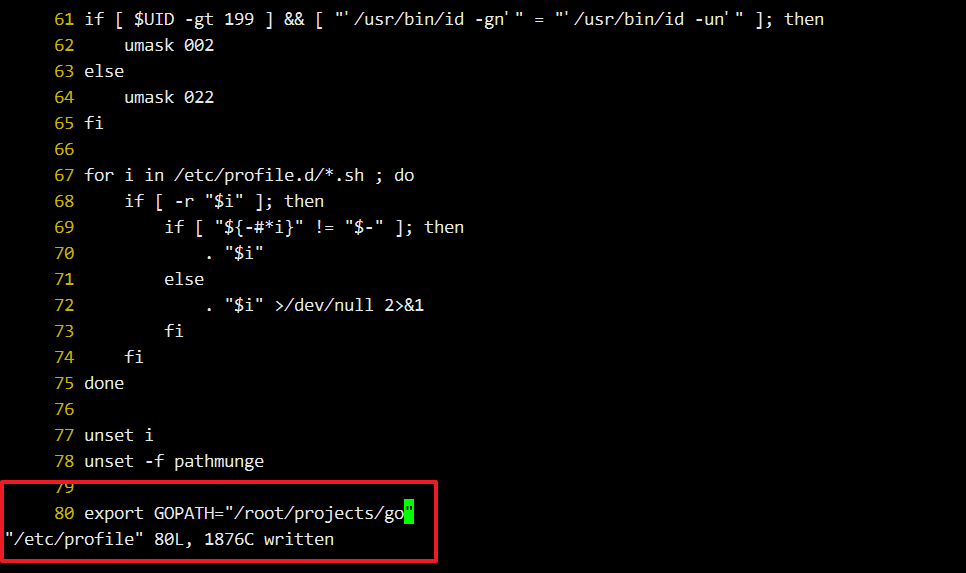 61 if [ $UID -gt 199 ] && [ "`/usr/bin/id -gn`" = "`/usr/bin/id -un`" ]; then
62     umask 002
63 else
64     umask 022
65 fi
66
67 for i in /etc/profile.d/*.sh ; do
68     if [ -r "$i" ]; then
69         if [ "${-#*i}" != "$-" ]; then
70             . "$i"
71         else
72             . "$i" >/dev/null 2>&1
73         fi
74     fi
75 done
76
77 unset i
78 unset -f pathmunge
79
80 export GOPATH="/root/projects/go"
"/etc/profile" 80L, 1876C written